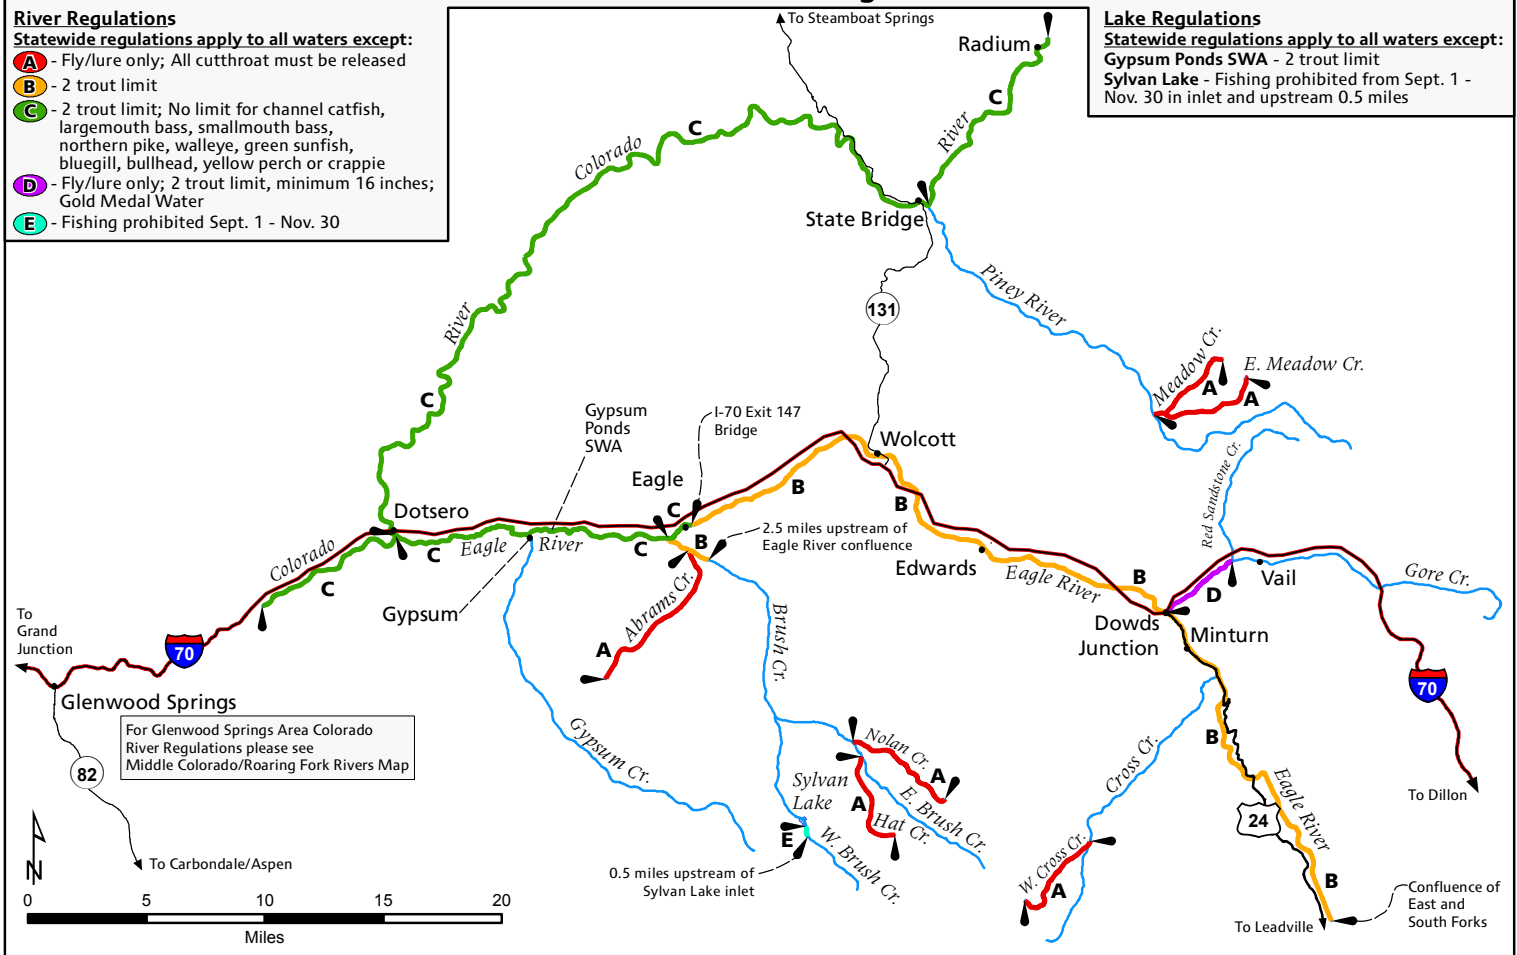 River Regulations
Statewide regulations apply to all waters except:
A - Fly/lure only; All cutthroat must be released
B - 2 trout limit
C - 2 trout limit; No limit for channel catfish,
largemouth bass, smallmouth bass,
northern pike, walleye, green sunfish,
bluegill, bullhead, yellow perch or crappie
D - Fly/lure only; 2 trout limit, minimum 16 inches;
Gold Medal Water
E - Fishing prohibited Sept. 1 - Nov. 30
Lake Regulations
Statewide regulations apply to all waters except:
Gypsum Ponds SWA - 2 trout limit
Sylvan Lake - Fishing prohibited from Sept. 1 -
Nov. 30 in inlet and upstream 0.5 miles
To Steamboat Springs
Radium
C
River
C
Colorado
State Bridge
Piney River
131
River
C
Meadow Cr.
E. Meadow Cr.
A
A
Gypsum
Ponds
SWA
I-70 Exit 147
Bridge
Wolcott
Eagle
B
Red Sandstone Cr.
Dotsero
C
B
2.5 miles upstream of
Eagle River confluence
Colorado
C
Eagle
River
C
B
Edwards
Eagle River
B
Vail
Gore Cr.
C
D
Gypsum
Abrams Cr.
A
Brush Cr.
Dowds
Junction
Minturn
To
Grand
Junction
70
70
Glenwood Springs
For Glenwood Springs Area Colorado
River Regulations please see
Middle Colorado/Roaring Fork Rivers Map
82
Gypsum Cr.
Nolan Cr.
A
B
Cross Cr.
Sylvan
Lake
A
E. Brush Cr.
Hat Cr.
Eagle River
24
To Dillon
E
W. Brush Cr.
N
To Carbondale/Aspen
0.5 miles upstream of
Sylvan Lake inlet
W. Cross Cr.
A
B
Confluence of
East and
South Forks
To Leadville
0 5 10 15 20
Miles